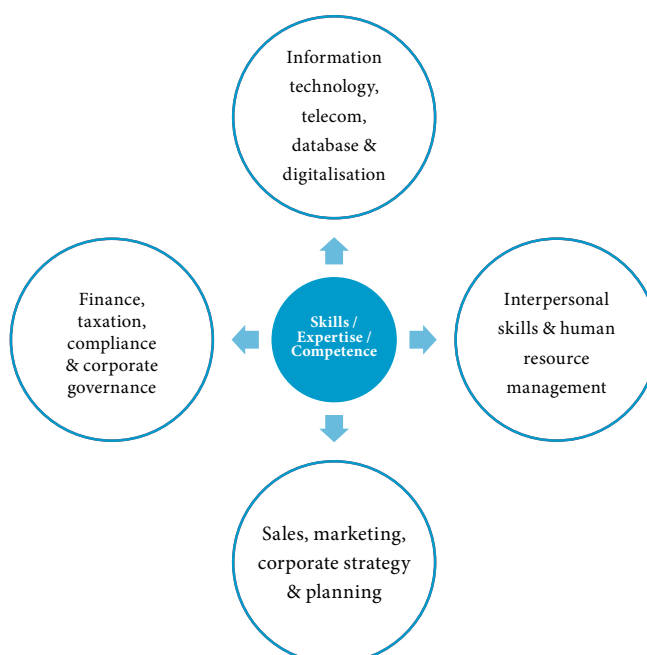 Information
technology,
telecom,
database &
digitalisation
Finance,
taxation,
compliance
& corporate
governance
Skills /
Expertise /
Competence
Interpersonal
skills & human
resource
management
Sales, marketing,
corporate strategy
& planning